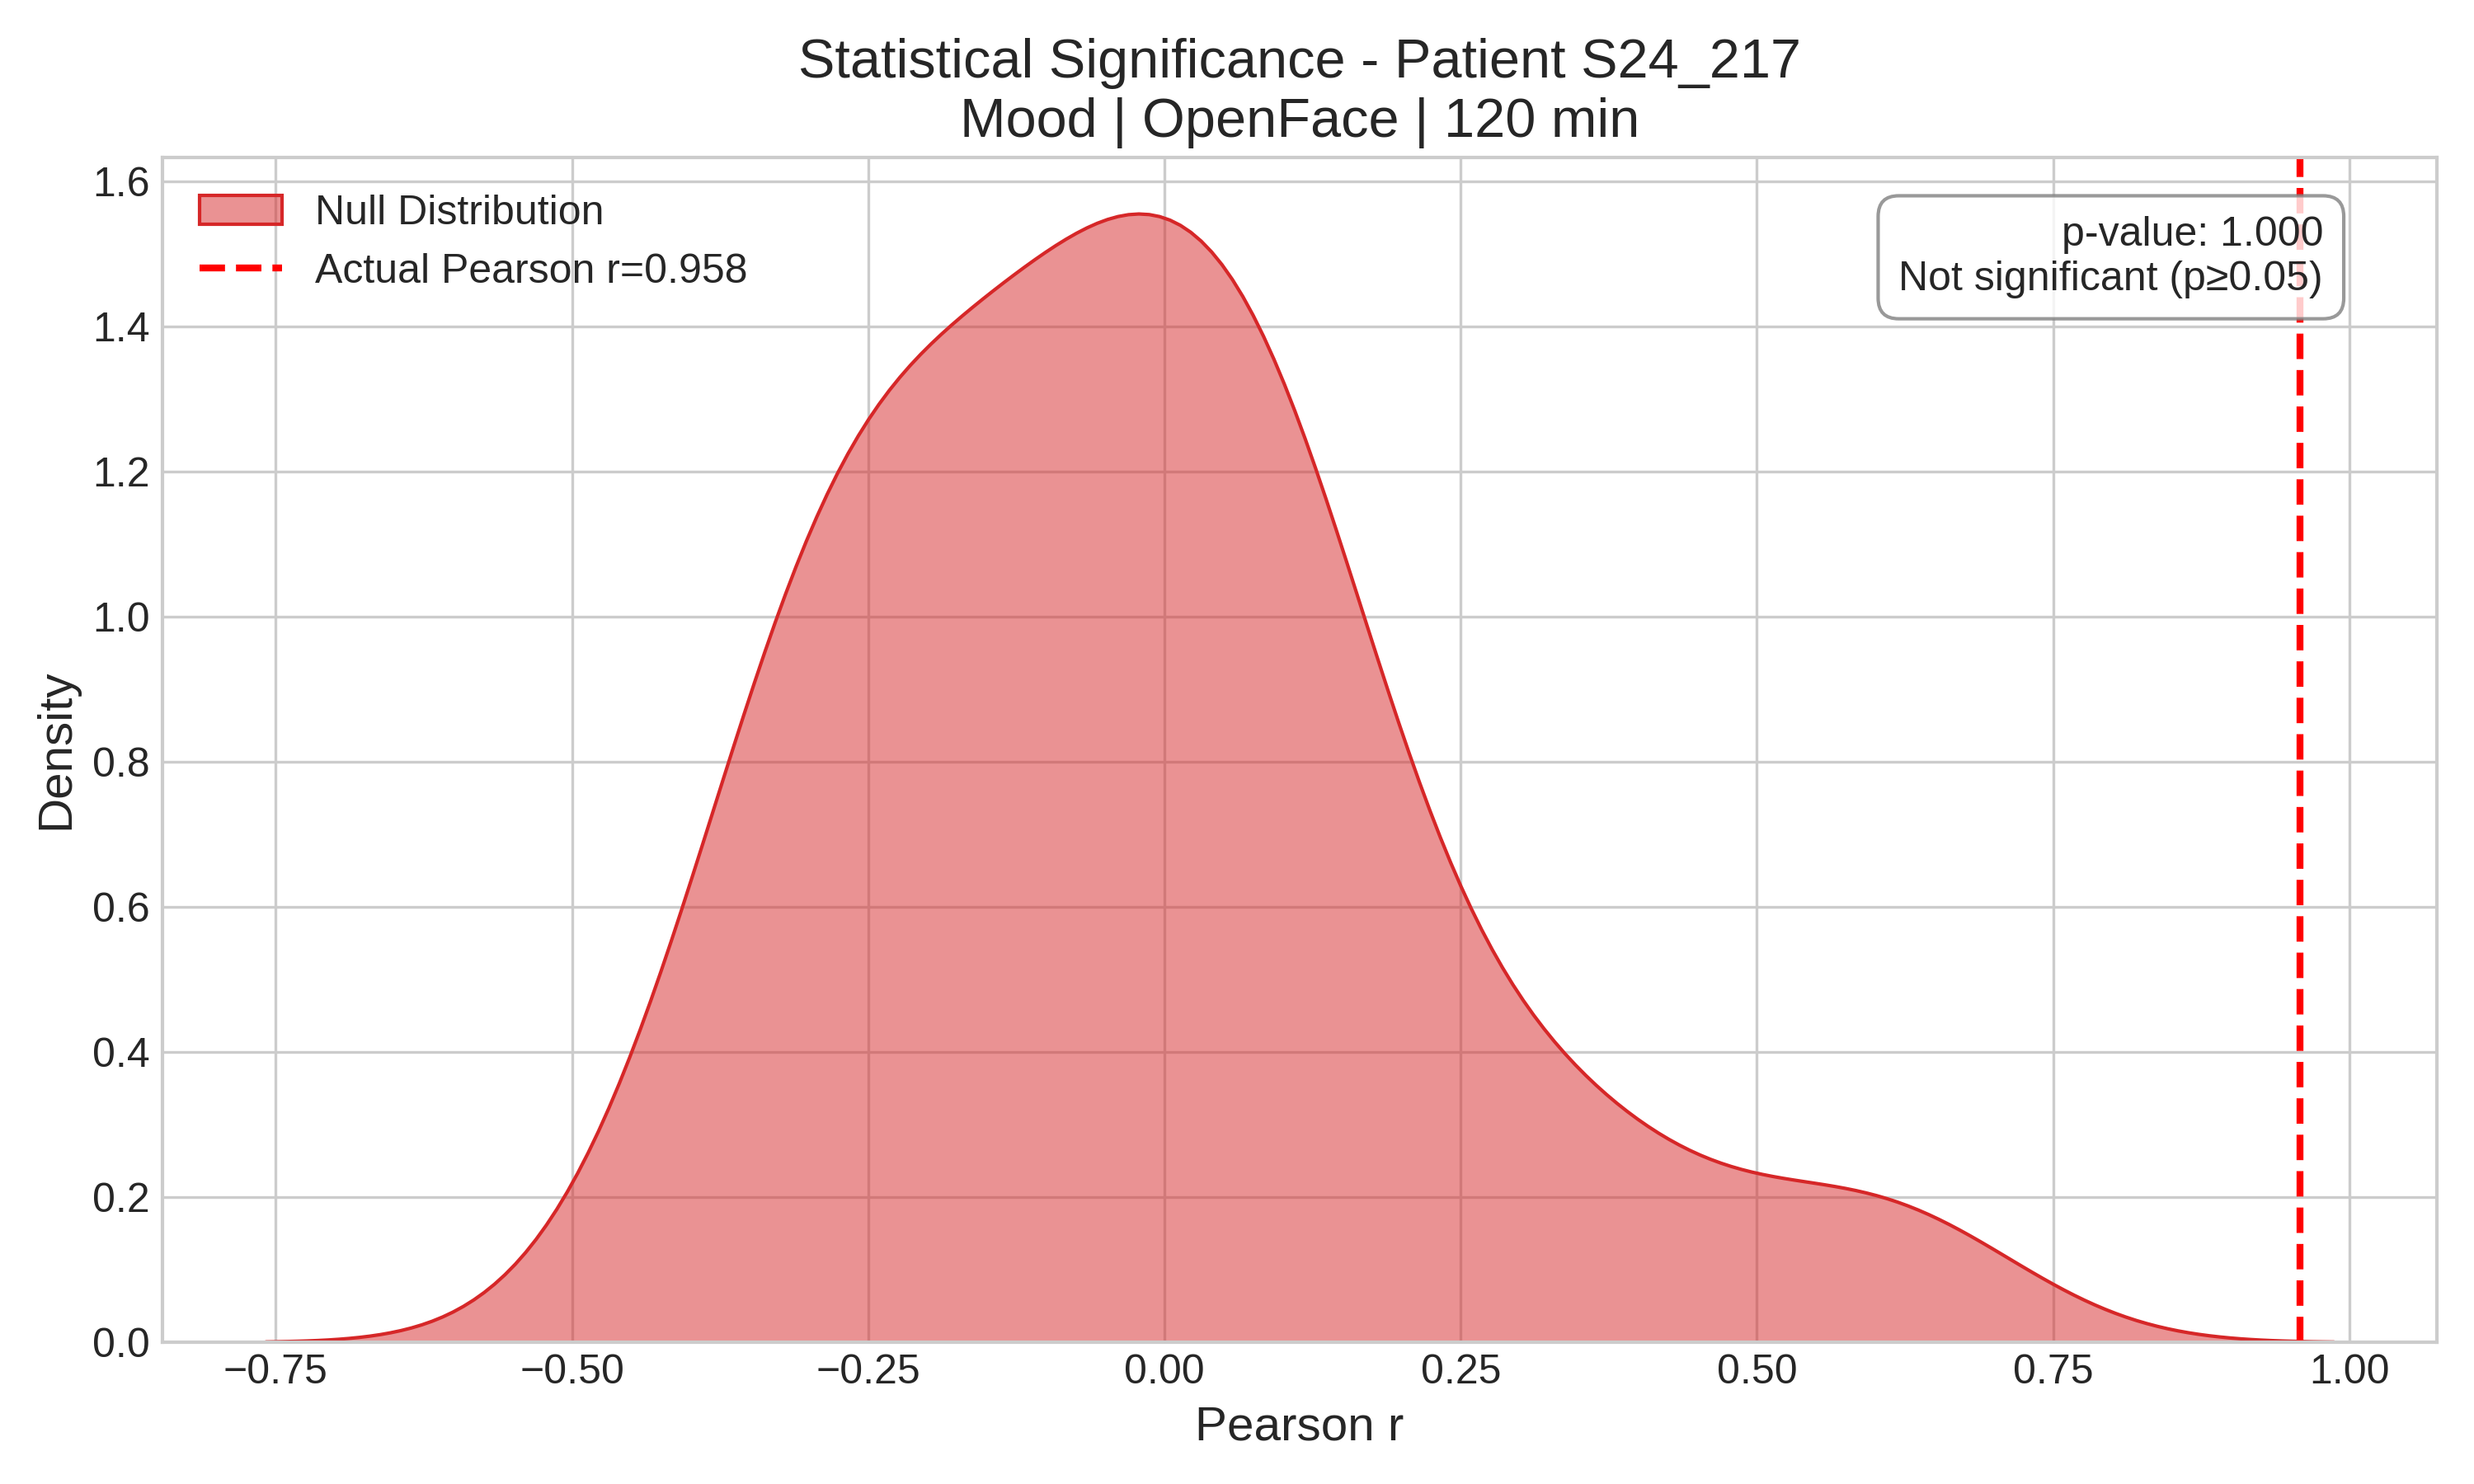 Statistical Significance - Patient S24_217
Mood | OpenFace | 120 min
Null Distribution
Actual Pearson r=0.958
p-value: 1.000
Not significant (p≥0.05)
Density
1.6
1.4
1.2
1.0
0.8
0.6
0.4
0.2
0.0
−0.75 −0.50 −0.25 0.00 0.25 0.50 0.75 1.00
Pearson r